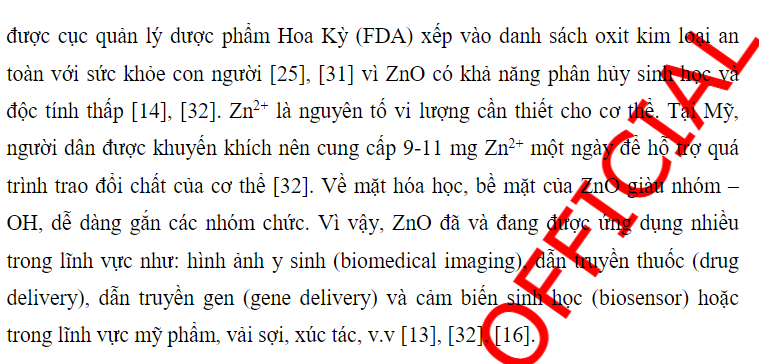 được cục quản lý dược phẩm Hoa Kỳ (FDA) xếp vào danh sách oxit kim loại an
toàn với sức khỏe con người [25], [31] vì ZnO có khả năng phân hủy sinh học và
độc tính thấp [14], [32]. Zn²⁺ là nguyên tố vi lượng cần thiết cho cơ thể. Tại Mỹ,
người dân được khuyến khích nên cung cấp 9-11 mg Zn²⁺ một ngày để hỗ trợ quá
trình trao đổi chất của cơ thể [32]. Về mặt hóa học, bề mặt của ZnO giàu nhóm –
OH, dễ dàng gắn các nhóm chức. Vì vậy, ZnO đã và đang được ứng dụng nhiều
trong lĩnh vực như: hình ảnh y sinh (biomedical imaging), dẫn truyền thuốc (drug
delivery), dẫn truyền gen (gene delivery) và cảm biến sinh học (biosensor) hoặc
trong lĩnh vực mỹ phẩm, vải sợi, xúc tác, v.v [13], [32], [16].
OFFICIAL